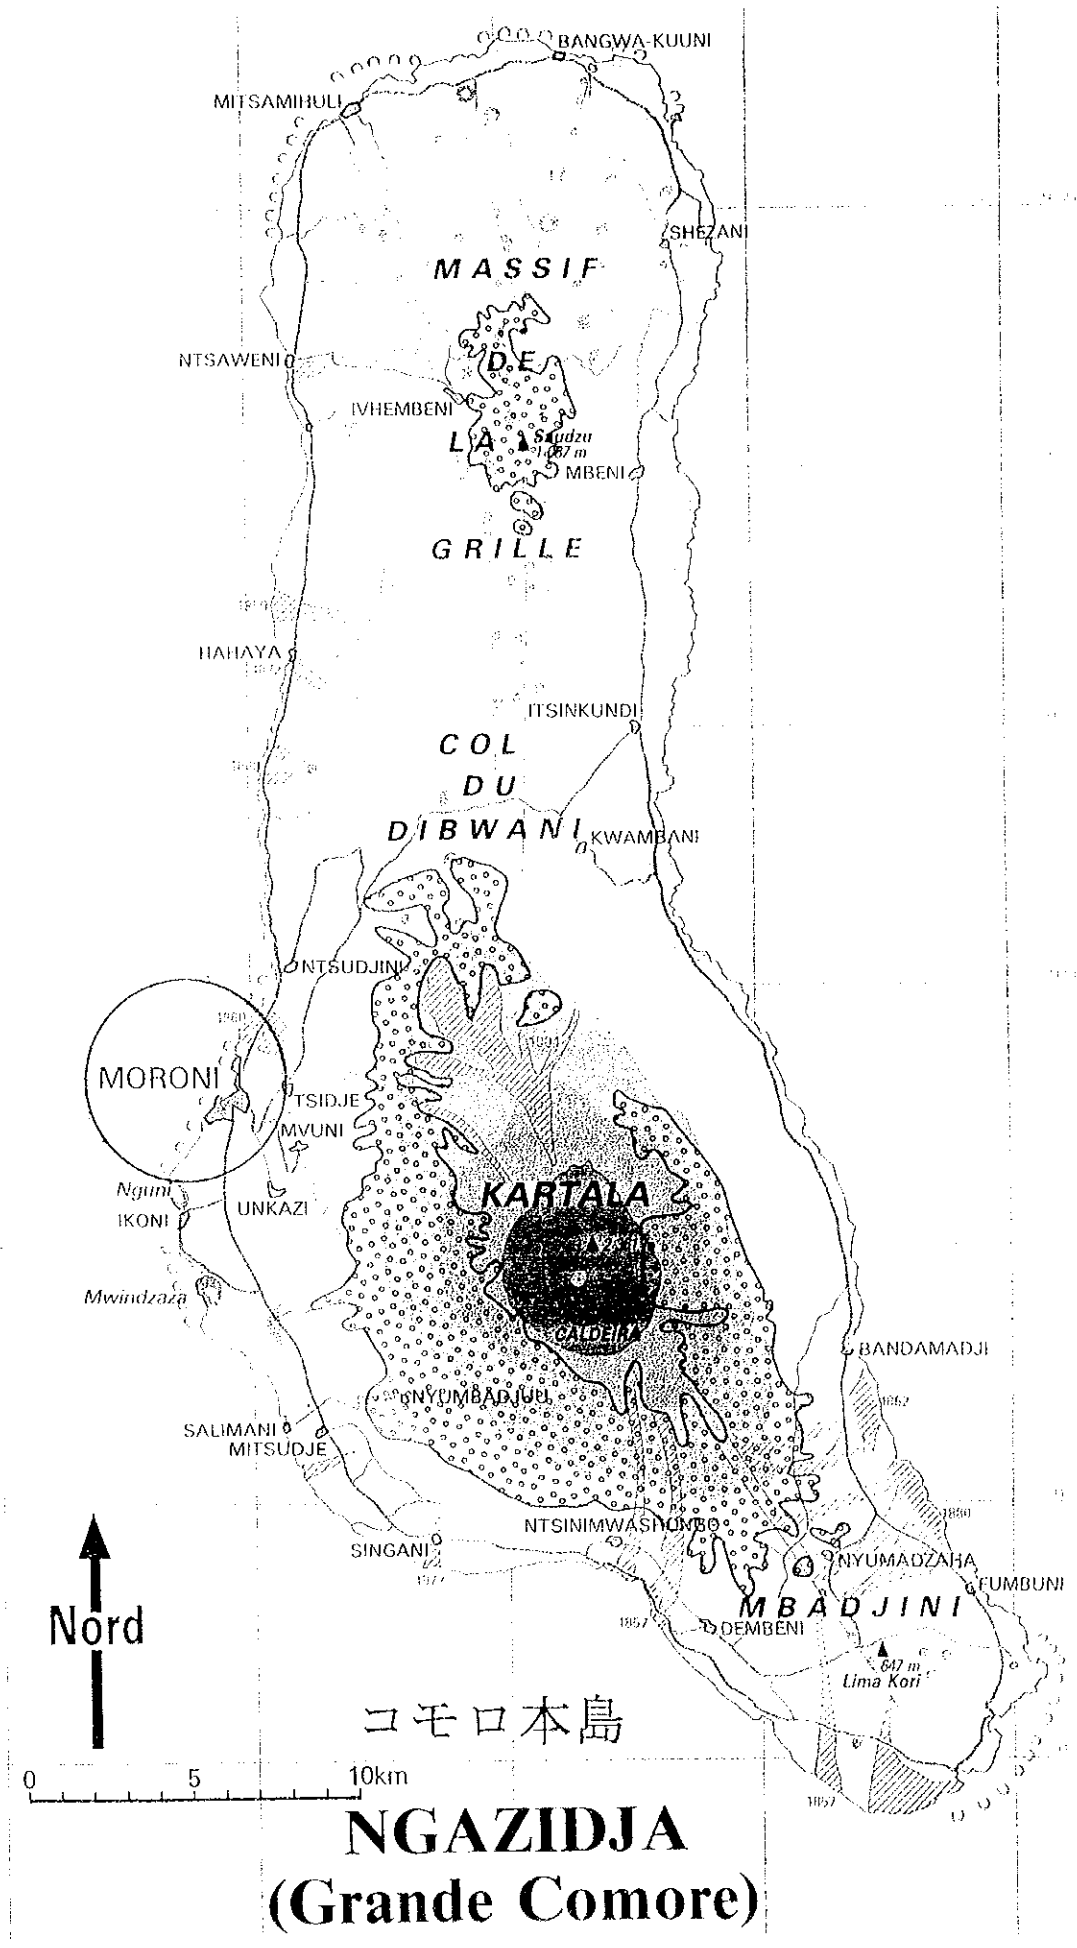 BANGWA-KUUNI
MITSAMIHULI
SHEZANI
MASSIF
NTSAWENI
DE
IVHEMBENI
LA
MBENI
GRILLE
HAHAYA
ITSINKUNDI
COL
DU
DIBWANI
KWAMBANI
NTSUDJINI
MORONI
TSIDJE
MVUNI
Nguni
UNKAZI
IKONI
KARTALA
Mwindzaza
CALDEIRA
BANDAMADJI
NYUMBADJUU
1862
SALIMANI
MITSUDJE
NTSINIMWASHONGO
SINGANI
1977
NYUMADZAHA
FUMBUNI
MBADJINI
DEMBENI
647 m
Lima Kori
Nord
コモロ本島
0 5 10km
NGAZIDJA
(Grande Comore)